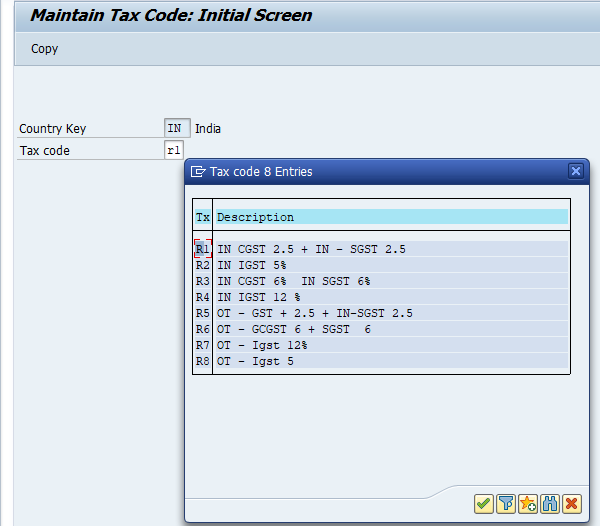 Maintain Tax Code: Initial Screen
Copy
Country Key IN India
Tax code r1
Tax code 8 Entries
Tx Description
R1 IN CGST 2.5 + IN - SGST 2.5
R2 IN IGST 5%
R3 IN CGST 6% IN SGST 6%
R4 IN IGST 12 %
R5 OT - GST + 2.5 + IN-SGST 2.5
R6 OT - GCGST 6 + SGST 6
R7 OT - Igst 12%
R8 OT - Igst 5